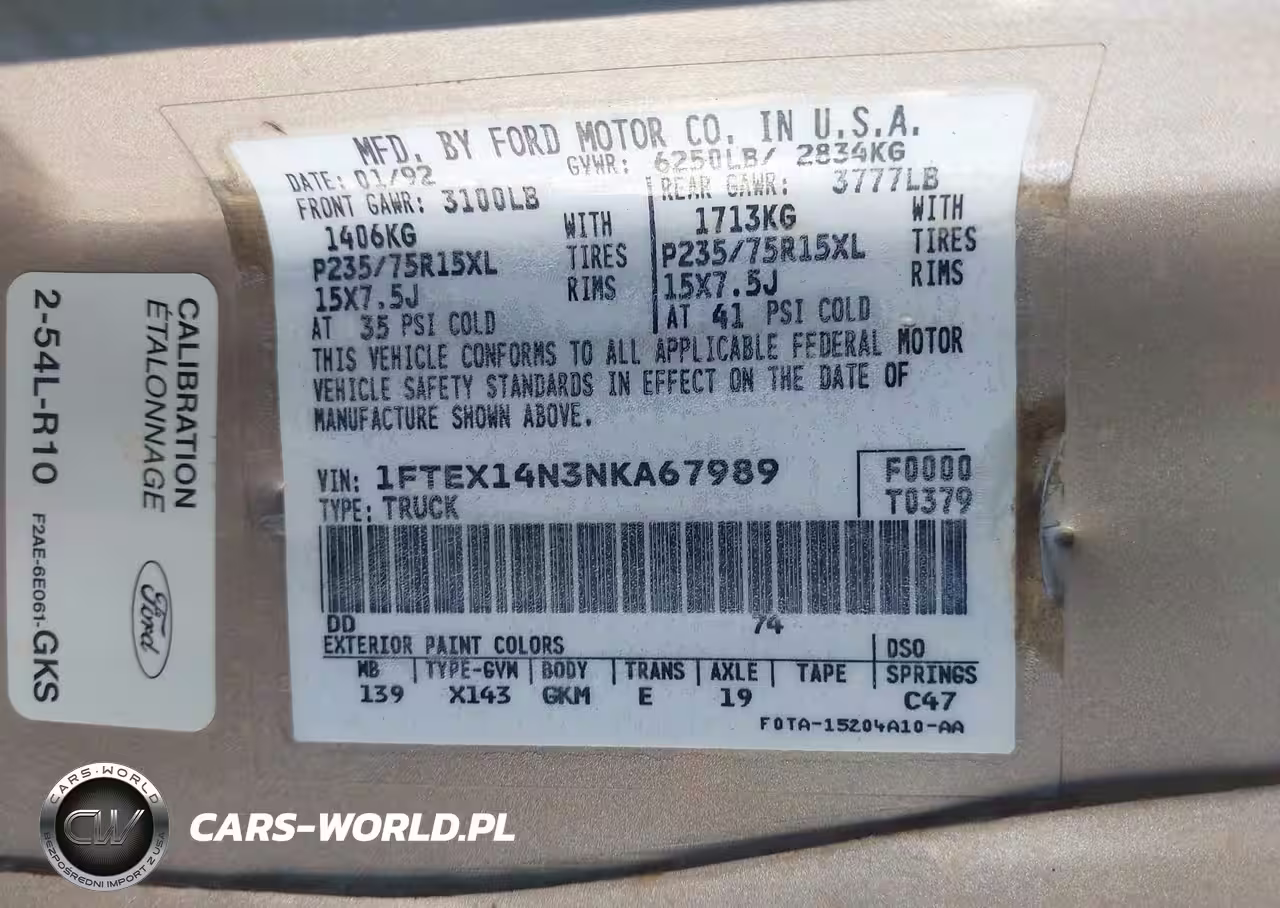 MFD. BY FORD MOTOR CO. IN U.S.A.
DATE: 01/92 GVWR: 6250LB/ 2834KG
FRONT GAWR: 3100LB REAR GAWR: 3777LB
1406KG WITH 1713KG WITH
P235/75R15XL TIRES P235/75R15XL TIRES
15X7.5J RIMS 15X7.5J RIMS
AT 35 PSI COLD AT 41 PSI COLD
THIS VEHICLE CONFORMS TO ALL APPLICABLE FEDERAL MOTOR
VEHICLE SAFETY STANDARDS IN EFFECT ON THE DATE OF
MANUFACTURE SHOWN ABOVE.
VIN: 1FTEX14N3NKA67989 F0000
TYPE: TRUCK T0379
DD 74
EXTERIOR PAINT COLORS DSO
WB TYPE-GVW BODY TRANS AXLE TAPE SPRINGS
139 X143 GKM E 19 C47
F0TA-15204A10-AA
CALIBRATION
ÉTALONNAGE
Ford
2-54L-R10 F2AE-6E061-GKS
CARS-WORLD
CW
BEZPOŚREDNI IMPORT Z USA
CARS-WORLD.PL